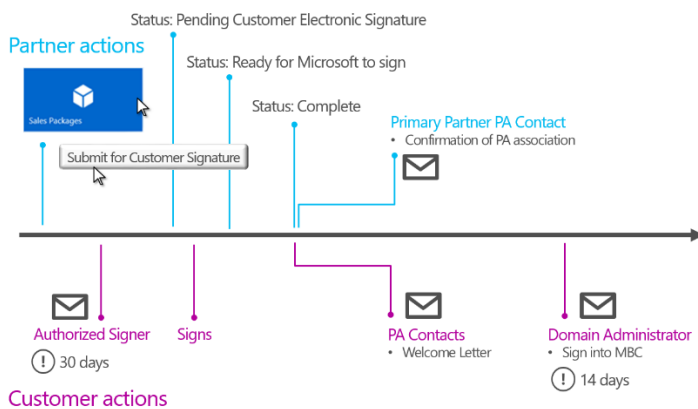 Status: Pending Customer Electronic Signature
Partner actions
Status: Ready for Microsoft to sign
Sales Packages
Status: Complete
Primary Partner PA Contact
• Confirmation of PA association
Submit for Customer Signature
Authorized Signer
! 30 days
Signs
PA Contacts
• Welcome Letter
Domain Administrator
• Sign into MBC
! 14 days
Customer actions